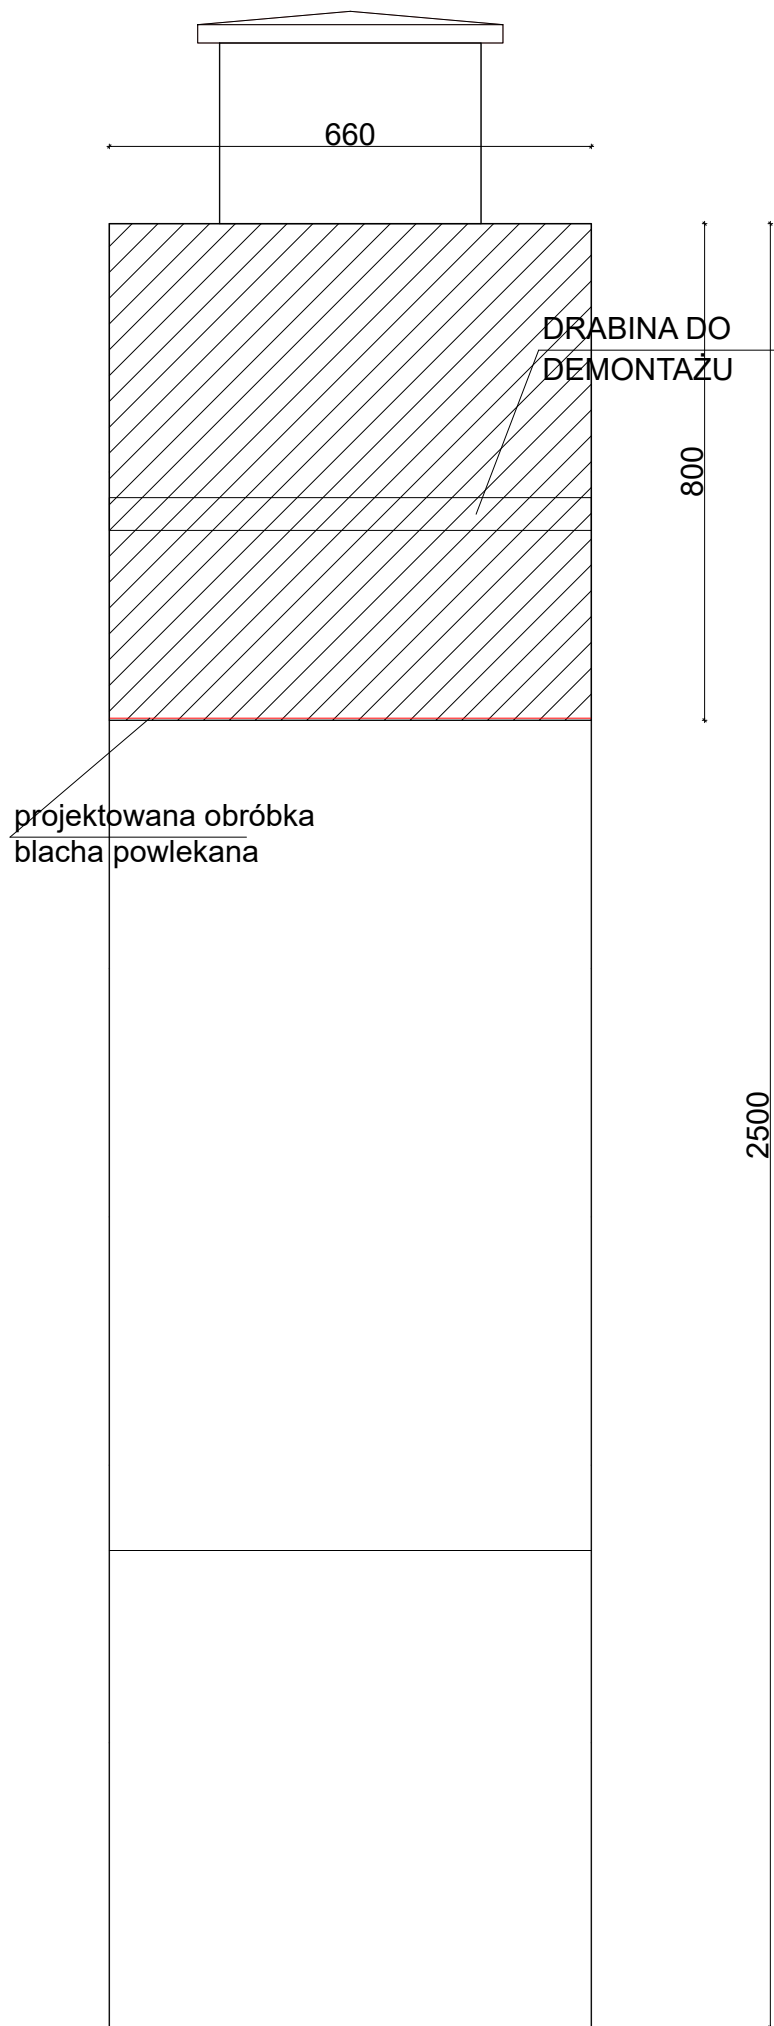 660
DRABINA DO
DEMONTAŻU
800
projektowana obróbka
blacha powlekana
2500